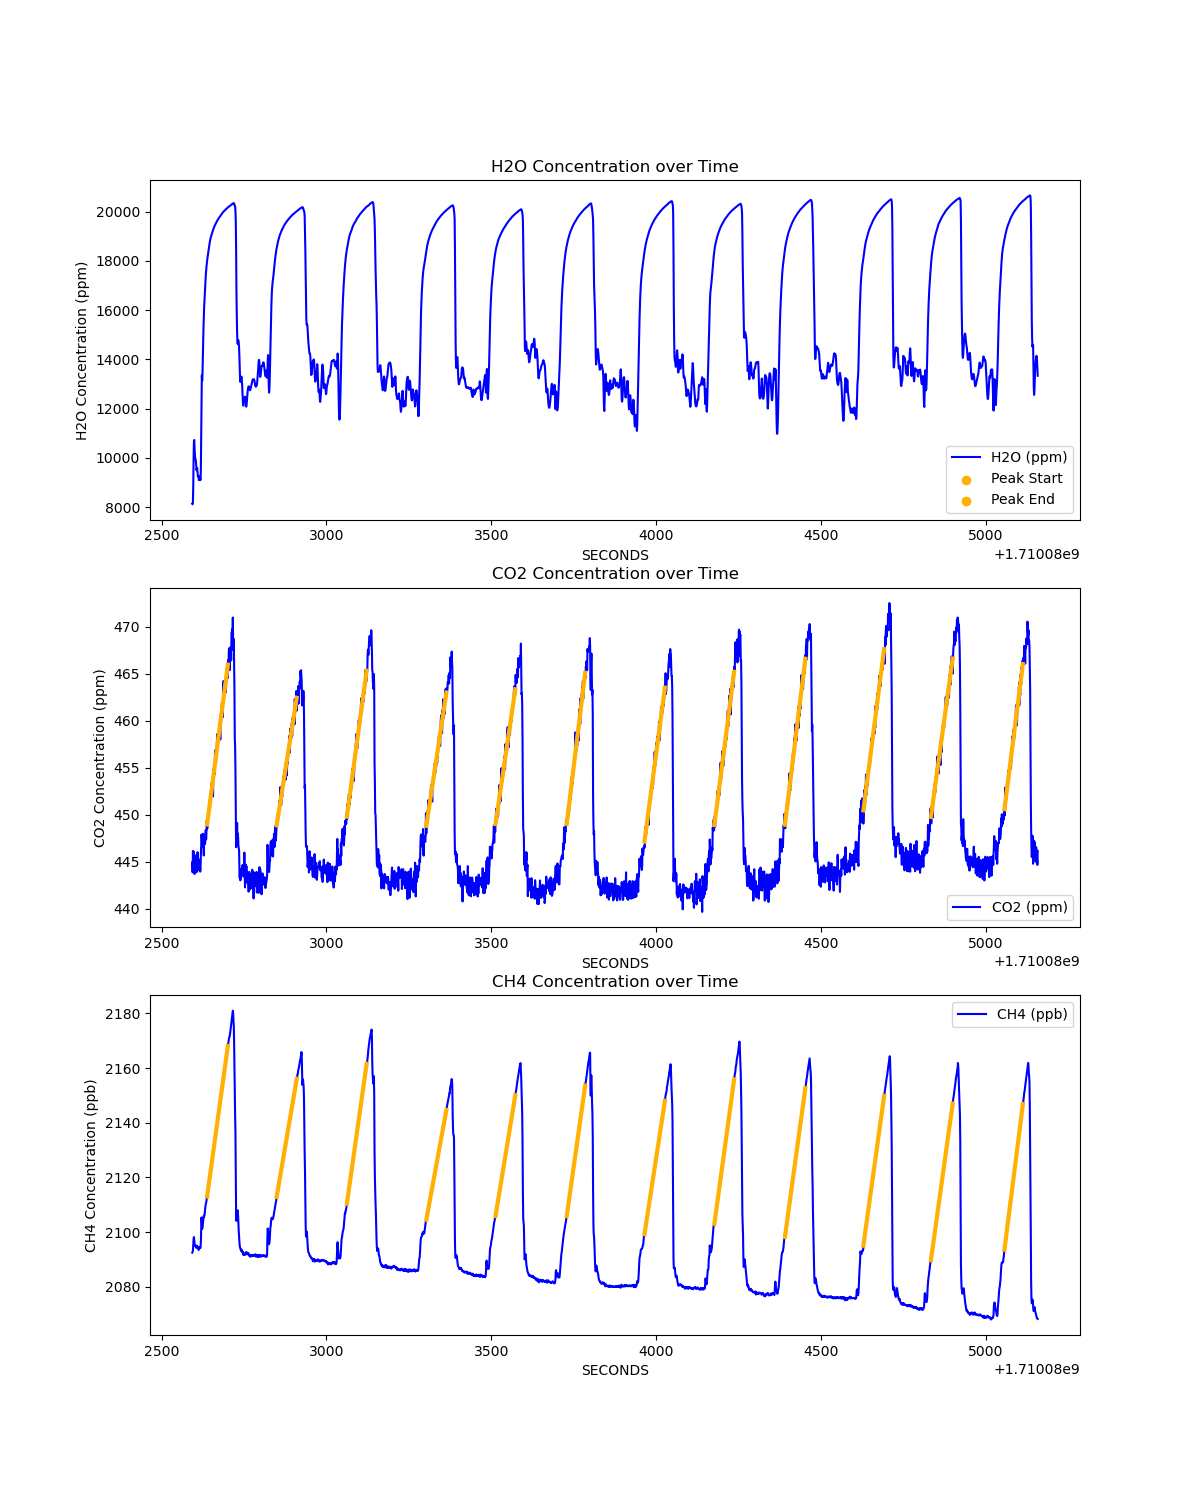 H2O Concentration over Time
H2O Concentration (ppm)
20000
18000
16000
14000
12000
10000
8000
H2O (ppm)
Peak Start
Peak End
2500 3000 3500 4000 4500 5000
SECONDS
+1.71008e9
CO2 Concentration over Time
CO2 Concentration (ppm)
470
465
460
455
450
445
440
CO2 (ppm)
2500 3000 3500 4000 4500 5000
SECONDS
+1.71008e9
CH4 Concentration over Time
CH4 Concentration (ppb)
2180
2160
2140
2120
2100
2080
CH4 (ppb)
2500 3000 3500 4000 4500 5000
SECONDS
+1.71008e9